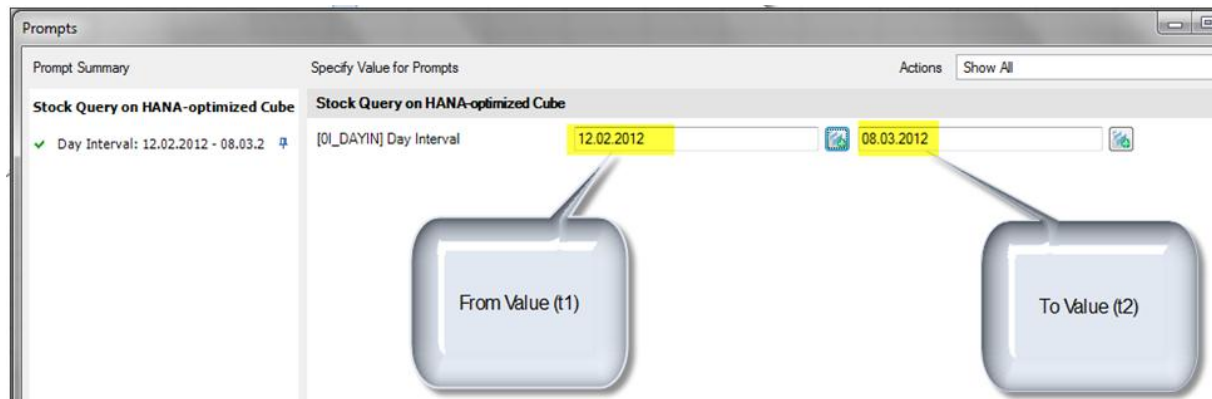 Prompts
Prompt Summary
Specify Value for Prompts
Actions
Show All
Stock Query on HANA-optimized Cube
Stock Query on HANA-optimized Cube
Day Interval: 12.02.2012 - 08.03.2
[0I_DAYIN] Day Interval
12.02.2012
08.03.2012
From Value (t1)
To Value (t2)